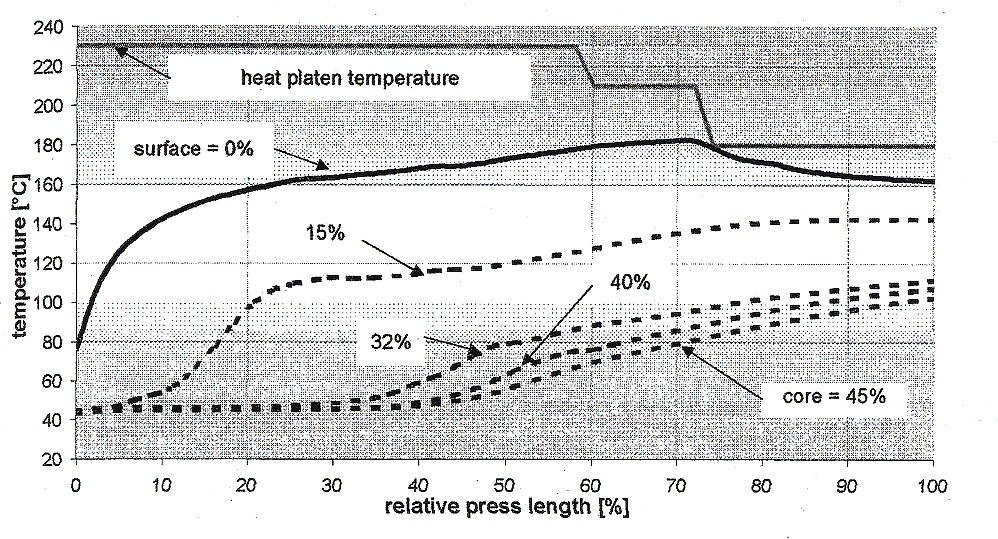 240
220
200
180
160
140
120
100
80
60
40
20
temperature [°C]
heat platen temperature
surface = 0%
15%
40%
32%
core = 45%
0 10 20 30 40 50 60 70 80 90 100
relative press length [%]